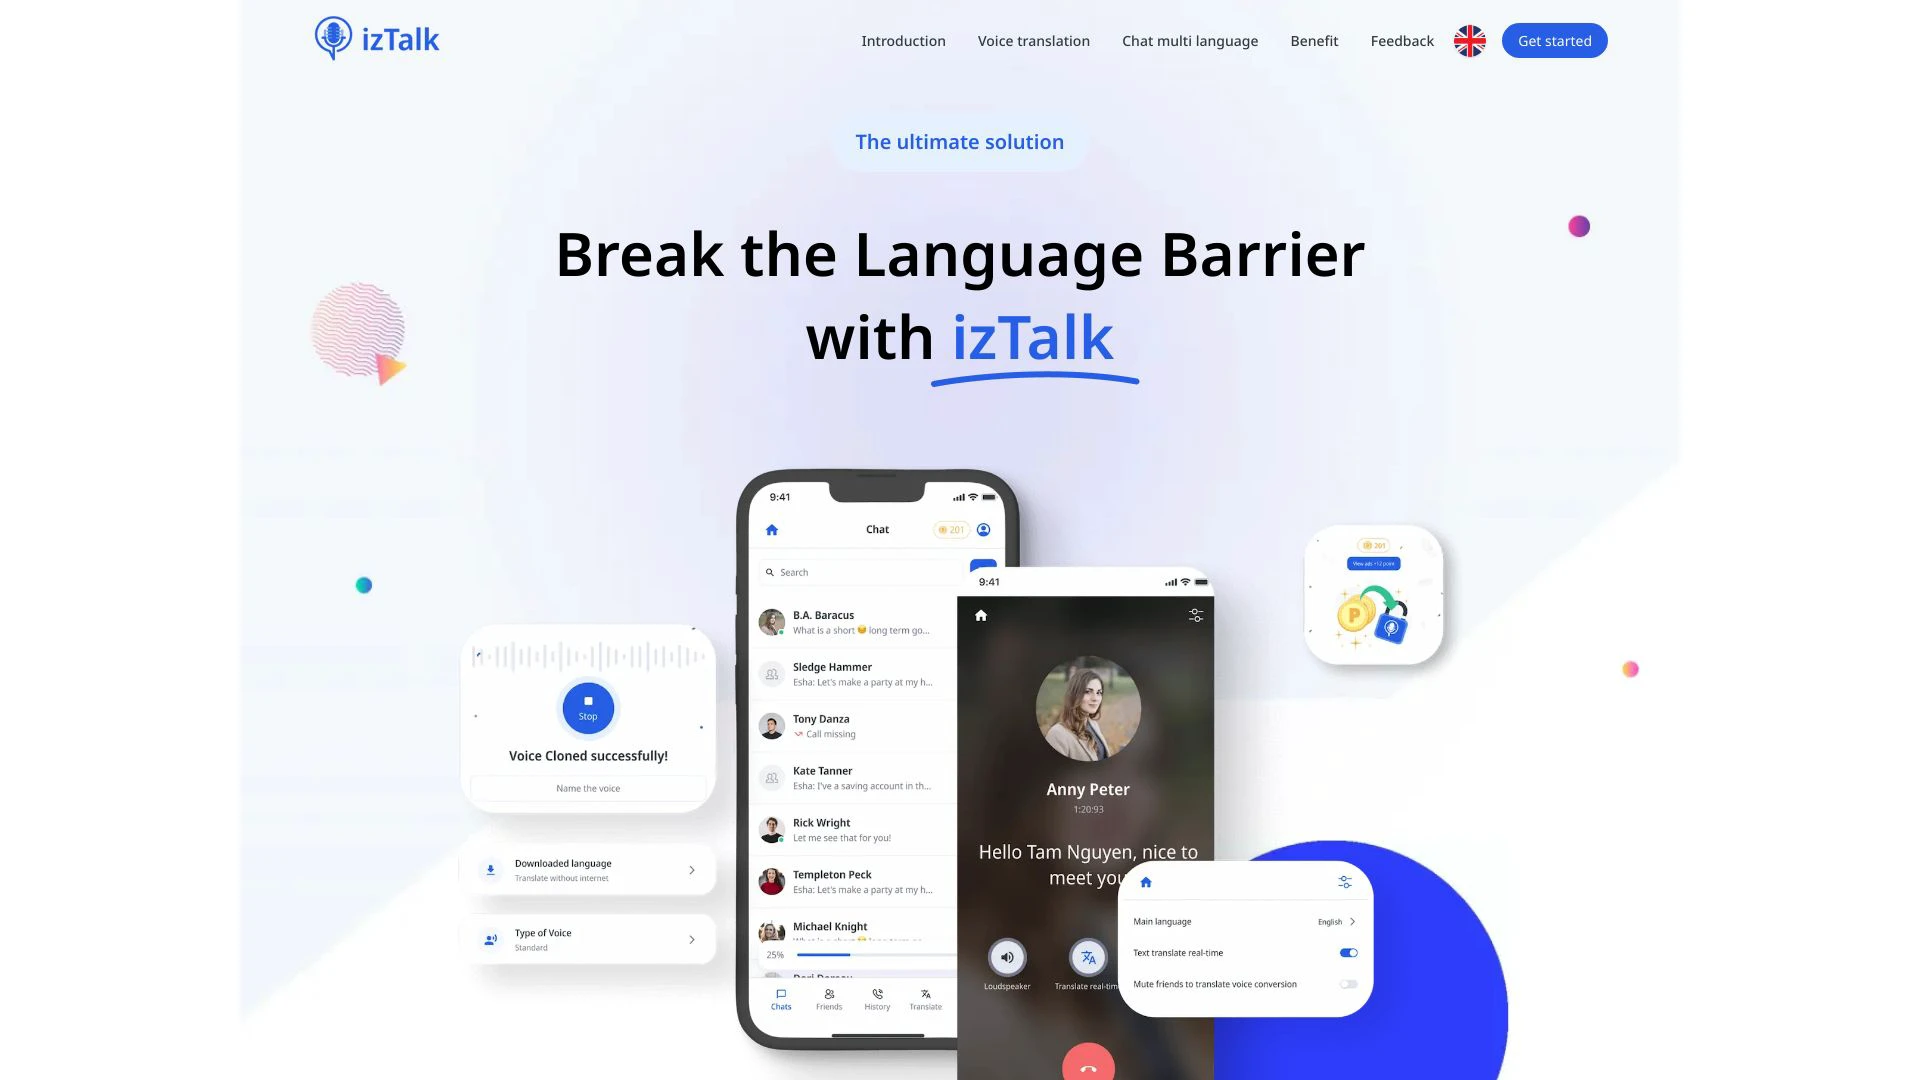 izTalk
Introduction
Voice translation
Chat multi language
Benefit
Feedback
Get started
The ultimate solution
Break the Language Barrier
with izTalk
9:41
Chat
201
Search
B.A. Baracus
What is a short 😄 long term go...
Sledge Hammer
Esha: Let's make a party at my h...
Tony Danza
Call missing
Kate Tanner
Esha: I've a saving account in th...
Rick Wright
Let me see that for you!
Templeton Peck
Esha: Let's make a party at my h...
Michael Knight
25%
Chats
Friends
History
Translate
9:41
Anny Peter
1:20:93
Hello Tam Nguyen, nice to
meet you
Loudspeaker
Translate real-tim
Main language
English
Text translate real-time
Mute friends to translate voice conversion
201
View ads +12 point
P
Stop
Voice Cloned successfully!
Name the voice
Downloaded language
Translate without internet
Type of Voice
Standard